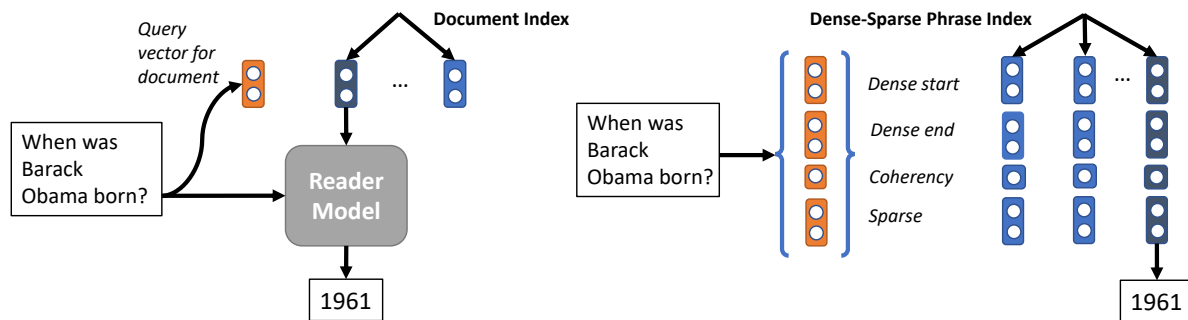 Document Index
Query
vector for
document
...
When was
Barack
Obama born?
Reader
Model
1961
Dense-Sparse Phrase Index
Dense start
...
Dense end
When was
Barack
Obama born?
Coherency
Sparse
1961